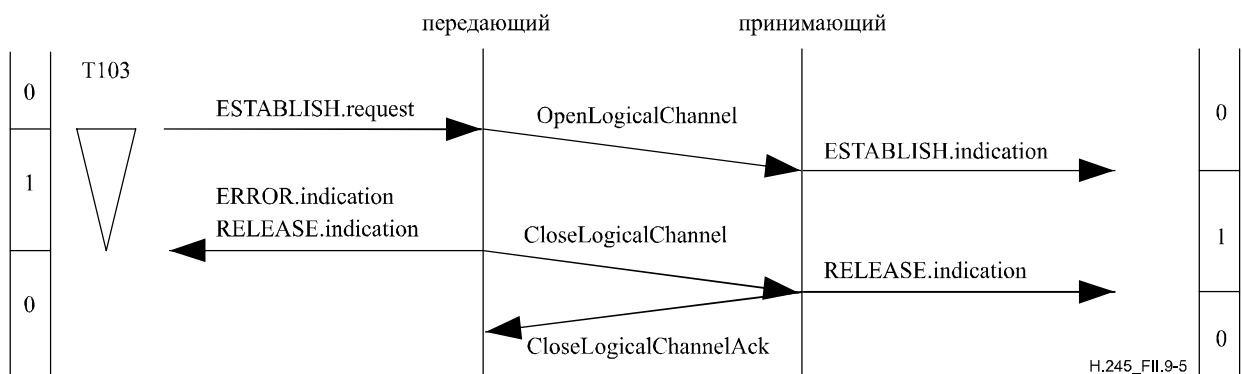 передающий
принимающий
T103
0
0
ESTABLISH.request
OpenLogicalChannel
ESTABLISH.indication
1
ERROR.indication
RELEASE.indication
CloseLogicalChannel
1
RELEASE.indication
0
CloseLogicalChannelAck
0
H.245_FII.9-5